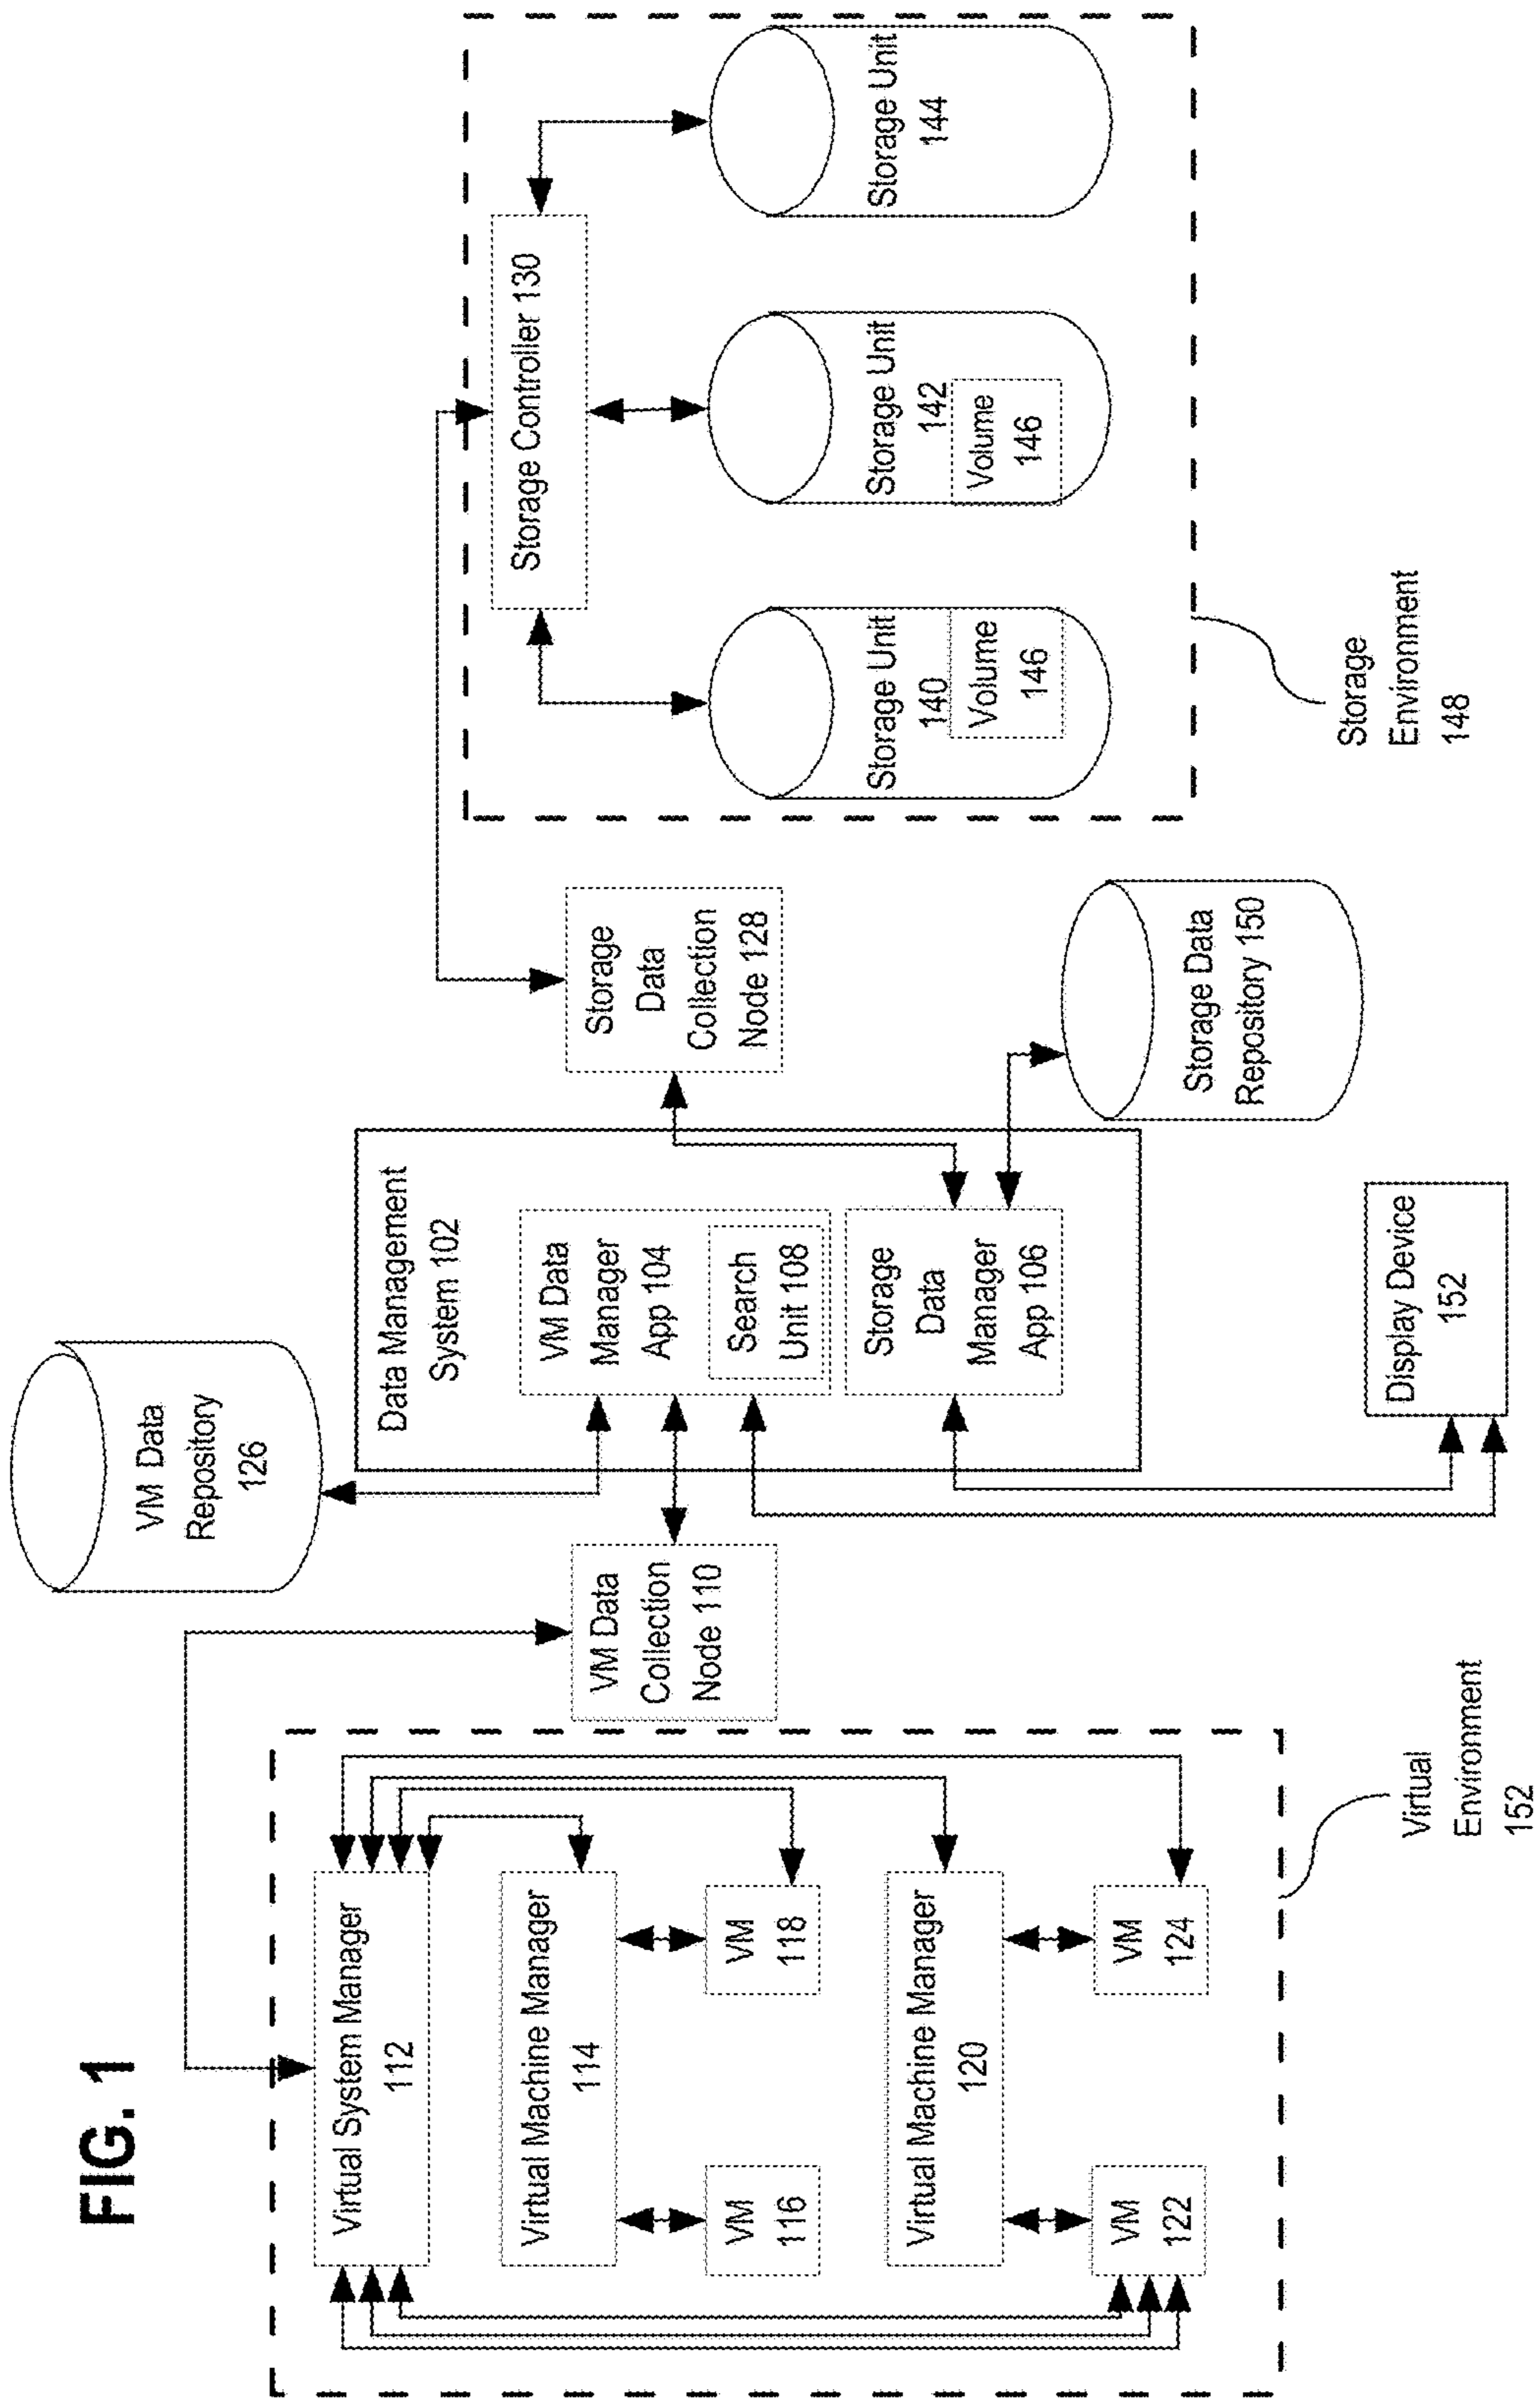 FIG. 1
Virtual System Manager
112
Virtual Machine Manager
114
VM
116
VM
118
Virtual Machine Manager
120
VM
122
VM
124
Virtual
Environment
152
VM Data
Collection
Node 110
VM Data
Repository
126
Data Management
System 102
VM Data
Manager
App 104
Search
Unit 108
Storage
Data
Manager
App 106
Display Device
152
Storage
Data
Collection
Node 128
Storage Data
Repository 150
Storage Controller 130
Storage Unit
140
Volume
146
Storage Unit
142
Volume
146
Storage Unit
144
Storage
Environment
148